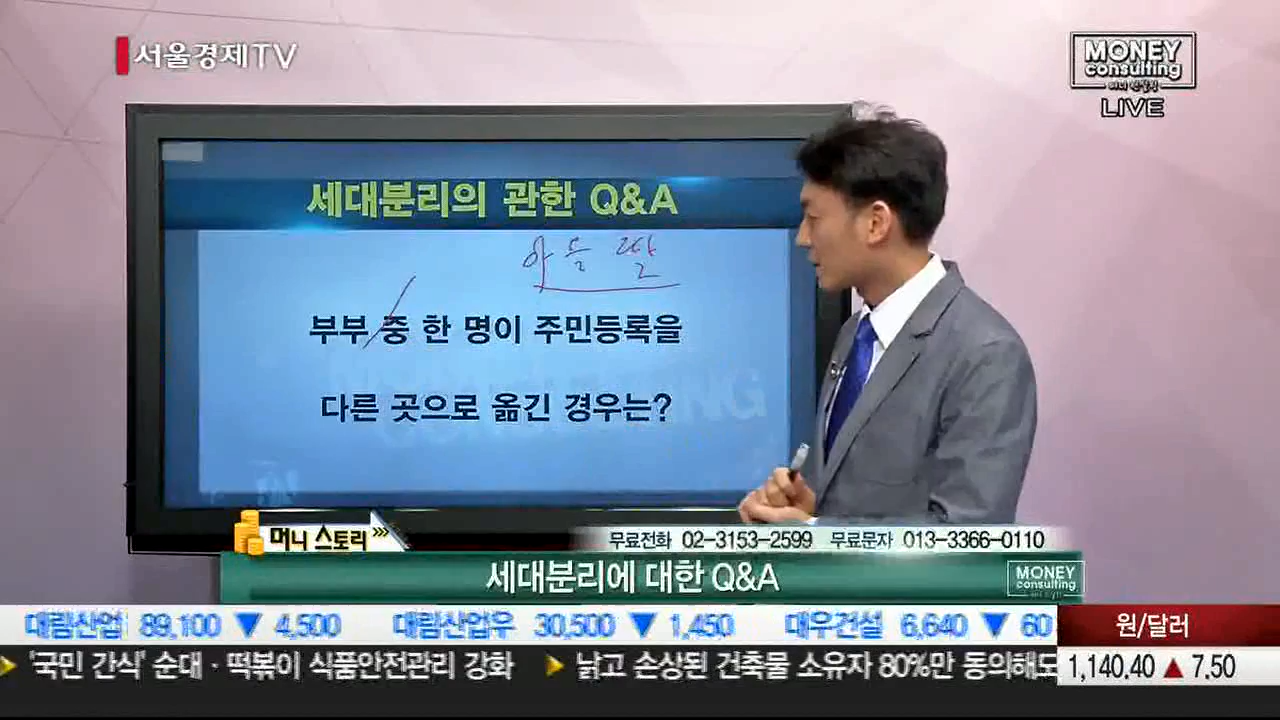 서울경제TV
MONEY
consulting
머니 컨설팅
LIVE
세대분리의 관한 Q&A
아들 딸
부부 중 한 명이 주민등록을
다른 곳으로 옮긴 경우는?
머니 스토리
무료전화 02-3153-2599 무료문자 013-3366-0110
세대분리에 대한 Q&A
MONEY
consulting
대림산업 89,100 ▼ 4,500 대림산업우 30,500 ▼ 1,450 대우건설 6,640 ▼ 60
원/달러
'국민 간식' 순대·떡볶이 식품안전관리 강화 낡고 손상된 건축물 소유자 80%만 동의해도
1,140.40 ▲ 7.50